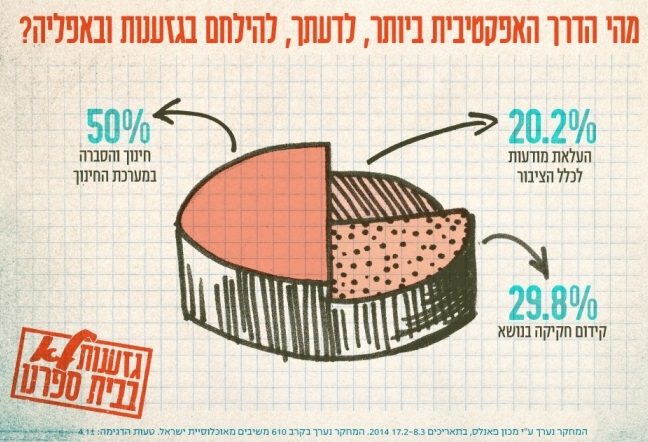 מהי הדרך האפקטיבית ביותר, לדעתך, להילחם בגזענות ובאפליה?
20.2%
העלאת מודעות
לכלל הציבור
50%
חינוך והסברה
במערכת החינוך
29.8%
קידום חקיקה בנושא
גזענות לא
בבית ספרנו
המחקר נערך ע"י מכון פאנלס, בתאריכים 17.2-8.3 2014. המחקר נערך בקרב 610 משיבים מאוכלוסיית ישראל. טעות הדגימה: ±4.1